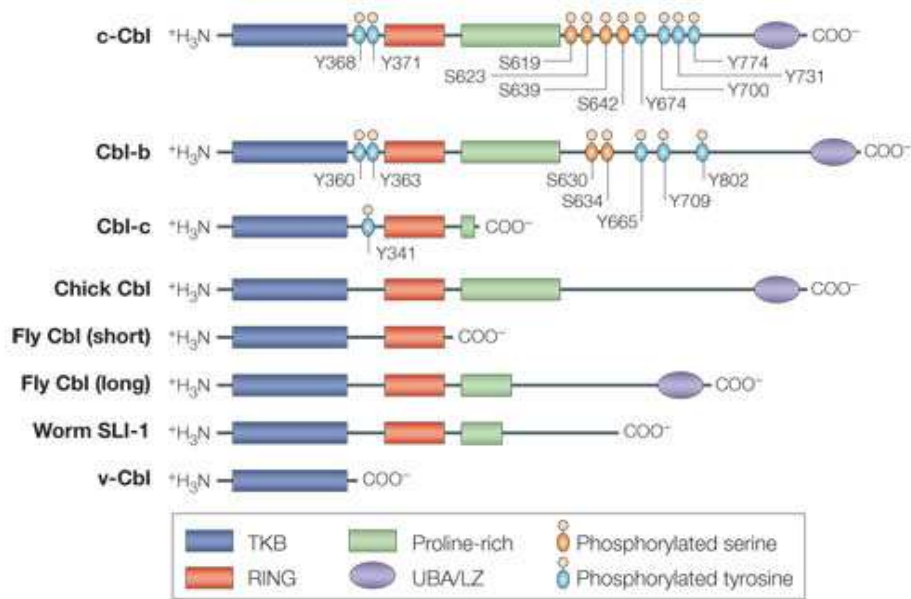 c-Cbl ⁺H₃N COO⁻
Y368 Y371 S619 Y774
S623 Y731
S639 Y700
S642 Y674
Cbl-b ⁺H₃N COO⁻
Y360 Y363 S630 Y802
S634 Y709
Y665
Cbl-c ⁺H₃N COO⁻
Y341
Chick Cbl ⁺H₃N COO⁻
Fly Cbl (short) ⁺H₃N COO⁻
Fly Cbl (long) ⁺H₃N COO⁻
Worm SLI-1 ⁺H₃N COO⁻
v-Cbl ⁺H₃N COO⁻
TKB Proline-rich Phosphorylated serine
RING UBA/LZ Phosphorylated tyrosine